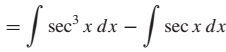 = ∫ sec³ x dx − ∫ sec x dx